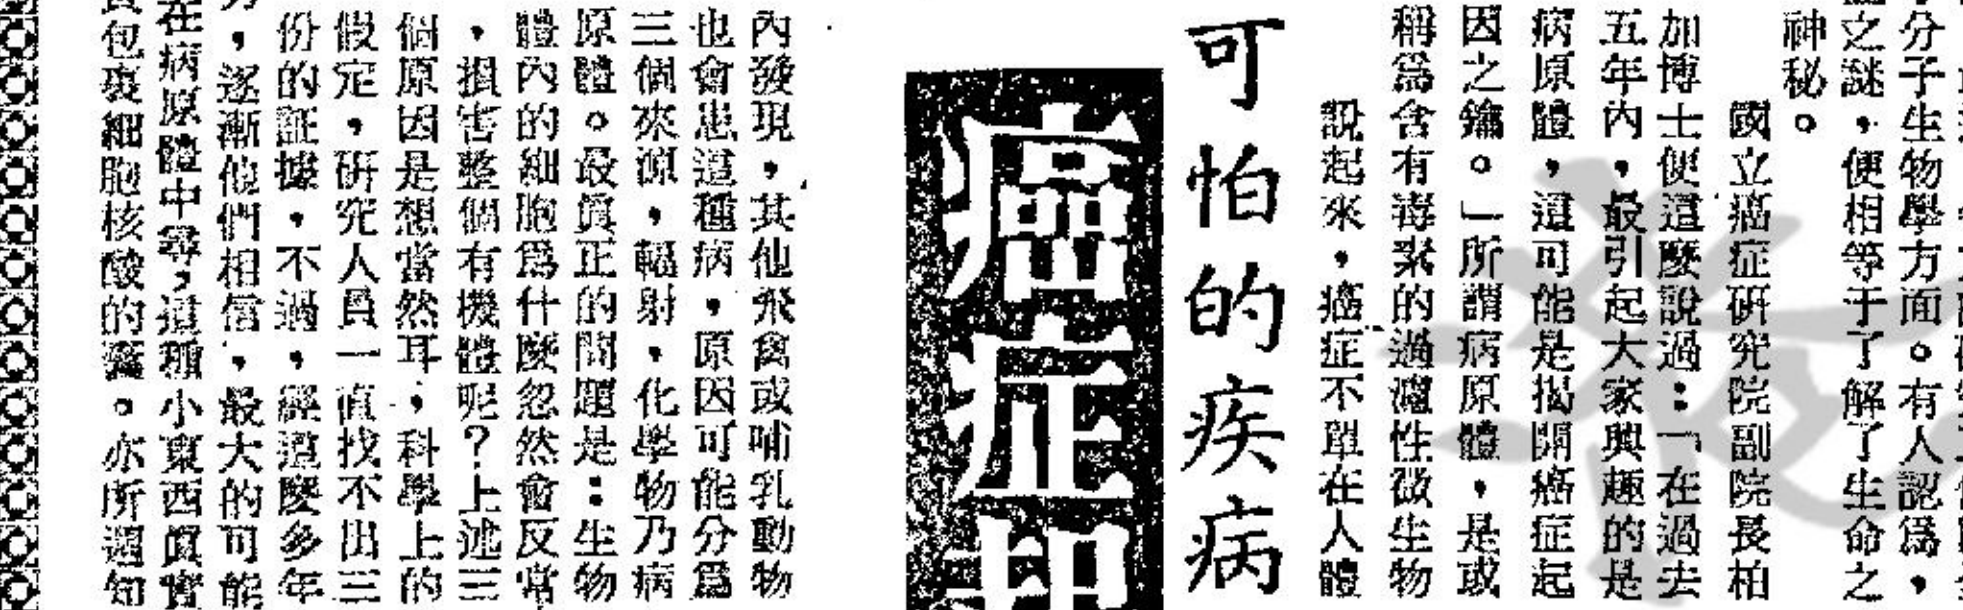 分子生物學方面。有人認爲，
之謎，便相等于了解了生命之
神秘。
國立癌症研究院副院長柏
加博士便這麼說過：「在過去
五年內，最引起大家興趣的是
病原體，這可能是揭開癌症起
因之鑰。」所謂病原體，是或
稱爲含有毒素的過濾性微生物
說起來，癌症不單在人體
可怕的疾病
癌症
內發現，其他飛禽或哺乳動物
也會患這種病，原因可能分爲
三個來源，輻射，化學物乃病
原體。最眞正的問題是：生物
體內的細胞爲什麼忽然會反常
，損害整個有機體呢？上述三
個原因是想當然耳，科學上的
假定，研究人員一直找不出三
份的証據，不過，經這麼多年
，逐漸他們相信，最大的可能
在病原體中尋，這種小東西眞實
包裹細胞核酸的。亦所週知